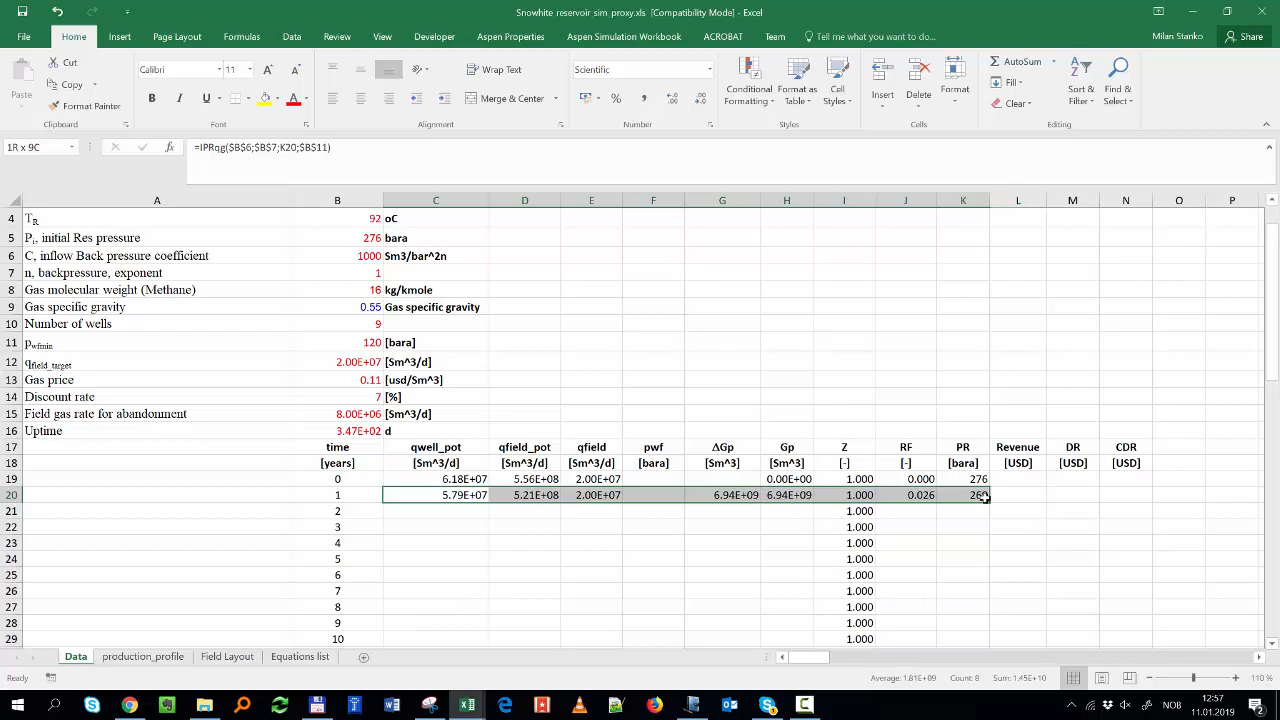 Snowhite reservoir_sim_proxy.xls [Compatibility Mode] - Excel
File Home Insert Page Layout Formulas Data Review View Developer Aspen Properties Aspen Simulation Workbook ACROBAT Team Tell me what you want to do... Milan Stanko Share
Paste Cut Copy Format Painter
Calibri 11 B I U A
Wrap Text Merge & Center
Scientific %
Conditional Formatting Format as Table Cell Styles
Insert Delete Format
AutoSum Fill Clear Sort & Filter Find & Select
Clipboard Font Alignment Number Styles Cells Editing
1R x 9C fx =IPRqg($B$6;$B$7;K20;$B$11)
A B C D E F G H I J K L M N O P
4 TR 92 oC
5 Pi, initial Res pressure 276 bara
6 C, inflow Back pressure coefficient 1000 Sm3/bar^2n
7 n, backpressure, exponent 1
8 Gas molecular weight (Methane) 16 kg/kmole
9 Gas specific gravity 0.55 Gas specific gravity
10 Number of wells 9
11 pwfmin 120 [bara]
12 qfield_target 2.00E+07 [Sm^3/d]
13 Gas price 0.11 [usd/Sm^3]
14 Discount rate 7 [%]
15 Field gas rate for abandonment 8.00E+06 [Sm^3/d]
16 Uptime 3.47E+02 d
17 time qwell_pot qfield_pot qfield pwf ΔGp Gp Z RF PR Revenue DR CDR
18 [years] [Sm^3/d] [Sm^3/d] [Sm^3/d] [bara] [Sm^3] [Sm^3] [-] [-] [bara] [USD] [USD] [USD]
19 0 6.18E+07 5.56E+08 2.00E+07 0.00E+00 1.000 0.000 276
20 1 5.79E+07 5.21E+08 2.00E+07 6.94E+09 6.94E+09 1.000 0.026
21 2 1.000
22 3 1.000
23 4 1.000
24 5 1.000
25 6 1.000
26 7 1.000
27 8 1.000
28 9 1.000
29 10 1.000
Data production_profile Field Layout Equations list
Ready Average: 1.81E+09 Count: 8 Sum: 1.45E+10 110 %
NOB 12:57 11.01.2019 2